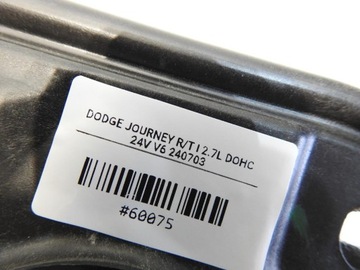 DODGE JOURNEY R/T I 2.7L DOHC
24V V6 240703
#60075